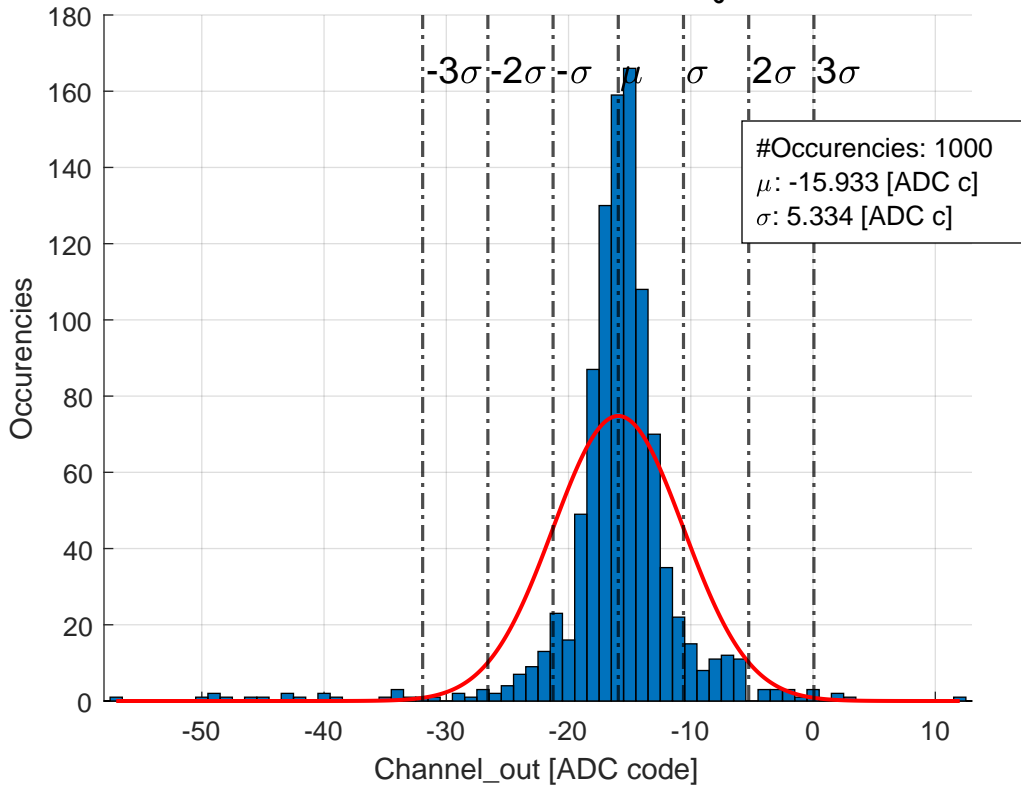 180
160
140
120
100
80
60
40
20
0
Occurencies
-3σ -2σ -σ μ σ 2σ 3σ
#Occurencies: 1000
μ: -15.933 [ADC c]
σ: 5.334 [ADC c]
-50 -40 -30 -20 -10 0 10
Channel_out [ADC code]